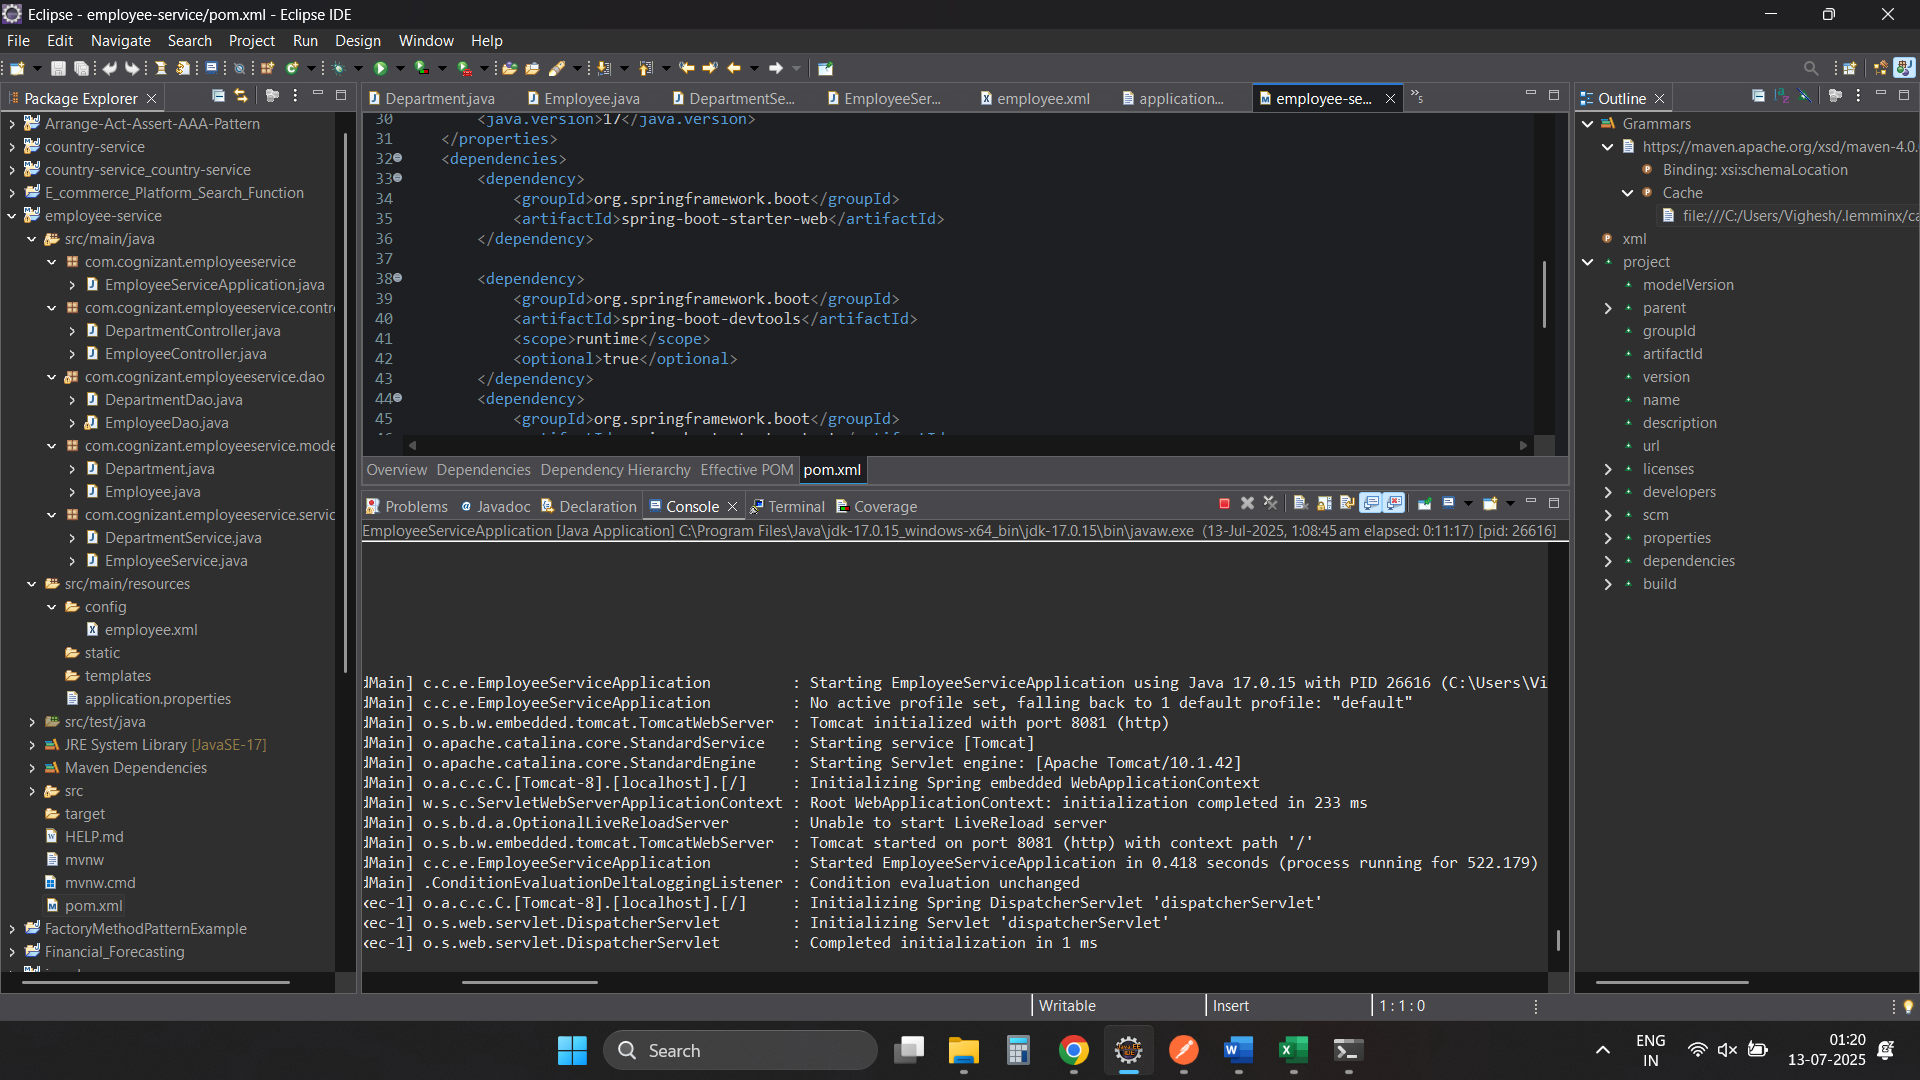 Eclipse - employee-service/pom.xml - Eclipse IDE
File Edit Navigate Search Project Run Design Window Help
Package Explorer
Arrange-Act-Assert-AAA-Pattern
country-service
country-service_country-service
E_commerce_Platform_Search_Function
employee-service
src/main/java
com.cognizant.employeeservice
EmployeeServiceApplication.java
com.cognizant.employeeservice.contr
DepartmentController.java
EmployeeController.java
com.cognizant.employeeservice.dao
DepartmentDao.java
EmployeeDao.java
com.cognizant.employeeservice.mode
Department.java
Employee.java
com.cognizant.employeeservice.servic
DepartmentService.java
EmployeeService.java
src/main/resources
config
employee.xml
static
templates
application.properties
src/test/java
JRE System Library [JavaSE-17]
Maven Dependencies
src
target
HELP.md
mvnw
mvnw.cmd
pom.xml
FactoryMethodPatternExample
Financial_Forecasting
Department.java Employee.java DepartmentSe... EmployeeSer... employee.xml application... employee-se... »5
30 <java.version>17</java.version>
31 </properties>
32 <dependencies>
33 <dependency>
34 <groupId>org.springframework.boot</groupId>
35 <artifactId>spring-boot-starter-web</artifactId>
36 </dependency>
37
38 <dependency>
39 <groupId>org.springframework.boot</groupId>
40 <artifactId>spring-boot-devtools</artifactId>
41 <scope>runtime</scope>
42 <optional>true</optional>
43 </dependency>
44 <dependency>
45 <groupId>org.springframework.boot</groupId>
Overview Dependencies Dependency Hierarchy Effective POM pom.xml
Problems Javadoc Declaration Console Terminal Coverage
EmployeeServiceApplication [Java Application] C:\Program Files\Java\jdk-17.0.15_windows-x64_bin\jdk-17.0.15\bin\javaw.exe (13-Jul-2025, 1:08:45 am elapsed: 0:11:17) [pid: 26616]
dMain] c.c.e.EmployeeServiceApplication : Starting EmployeeServiceApplication using Java 17.0.15 with PID 26616 (C:\Users\Vi
dMain] c.c.e.EmployeeServiceApplication : No active profile set, falling back to 1 default profile: "default"
dMain] o.s.b.w.embedded.tomcat.TomcatWebServer : Tomcat initialized with port 8081 (http)
dMain] o.apache.catalina.core.StandardService : Starting service [Tomcat]
dMain] o.apache.catalina.core.StandardEngine : Starting Servlet engine: [Apache Tomcat/10.1.42]
dMain] o.a.c.c.C.[Tomcat-8].[localhost].[/] : Initializing Spring embedded WebApplicationContext
dMain] w.s.c.ServletWebServerApplicationContext : Root WebApplicationContext: initialization completed in 233 ms
dMain] o.s.b.d.a.OptionalLiveReloadServer : Unable to start LiveReload server
dMain] o.s.b.w.embedded.tomcat.TomcatWebServer : Tomcat started on port 8081 (http) with context path '/'
dMain] c.c.e.EmployeeServiceApplication : Started EmployeeServiceApplication in 0.418 seconds (process running for 522.179)
dMain] .ConditionEvaluationDeltaLoggingListener : Condition evaluation unchanged
xec-1] o.a.c.c.C.[Tomcat-8].[localhost].[/] : Initializing Spring DispatcherServlet 'dispatcherServlet'
xec-1] o.s.web.servlet.DispatcherServlet : Initializing Servlet 'dispatcherServlet'
xec-1] o.s.web.servlet.DispatcherServlet : Completed initialization in 1 ms
Outline
Grammars
https://maven.apache.org/xsd/maven-4.0.
Binding: xsi:schemaLocation
Cache
file:///C:/Users/Vighesh/.lemminx/ca
xml
project
modelVersion
parent
groupId
artifactId
version
name
description
url
licenses
developers
scm
properties
dependencies
build
Writable Insert 1 : 1 : 0
Search
ENG
IN
01:20
13-07-2025